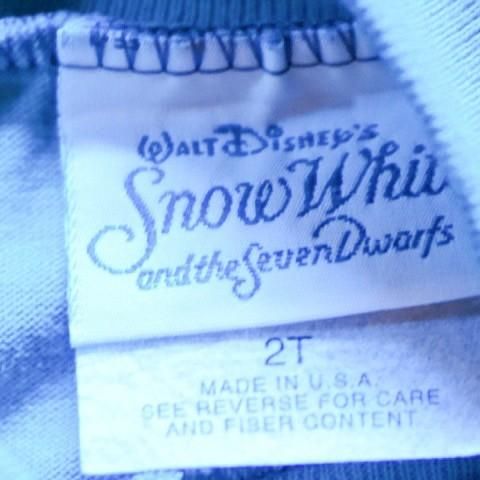 Walt Disney's
Snow Whit
and the Seven Dwarfs
2T
MADE IN U.S.A.
SEE REVERSE FOR CARE
AND FIBER CONTENT